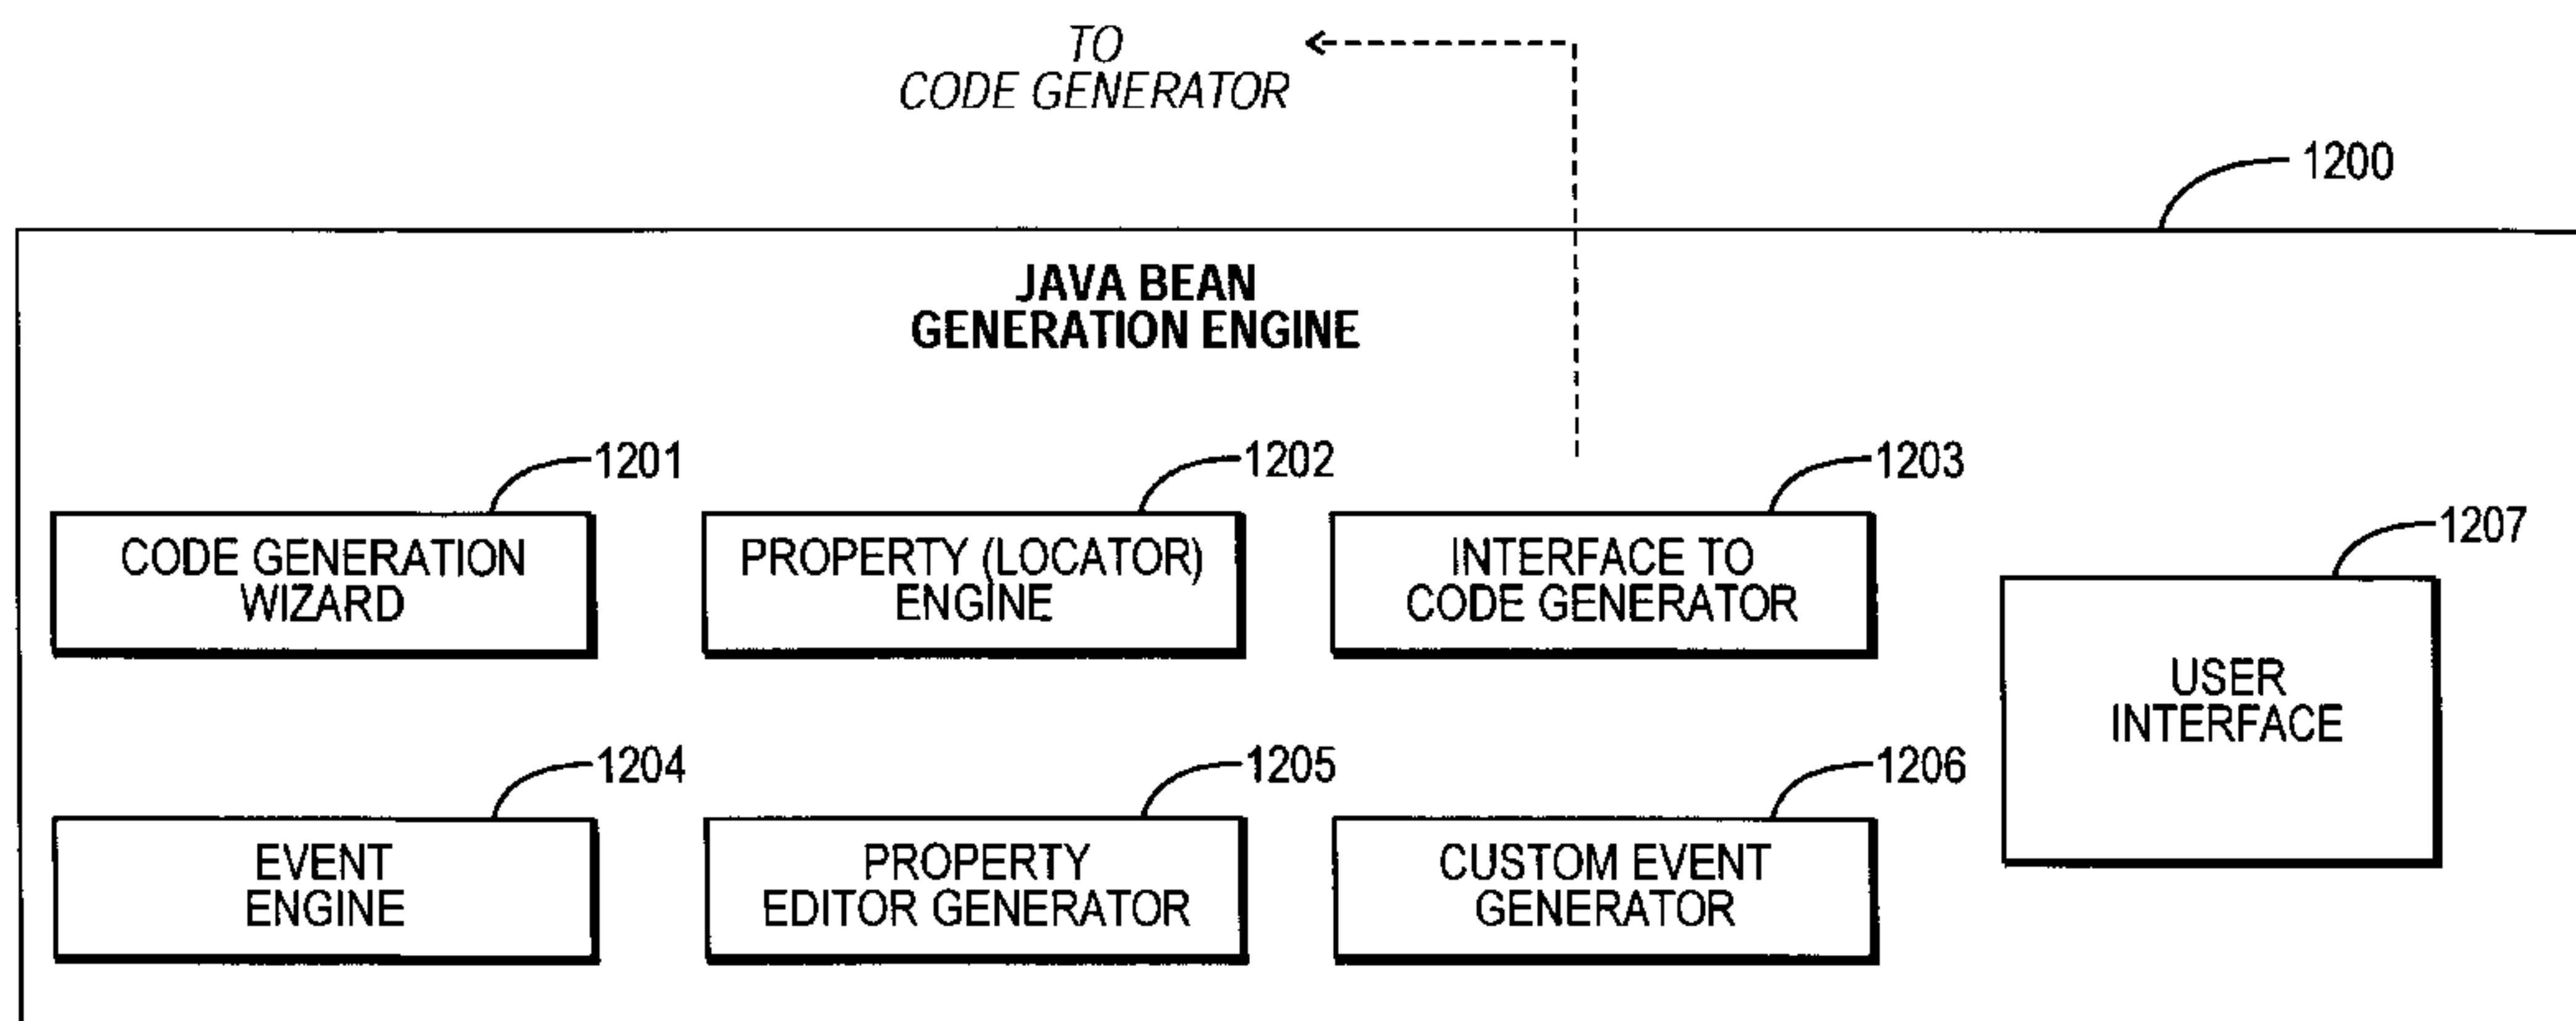 TO
CODE GENERATOR
1200
JAVA BEAN
GENERATION ENGINE
1201
1202
1203
1207
CODE GENERATION
WIZARD
PROPERTY (LOCATOR)
ENGINE
INTERFACE TO
CODE GENERATOR
USER
INTERFACE
1204
1205
1206
EVENT
ENGINE
PROPERTY
EDITOR GENERATOR
CUSTOM EVENT
GENERATOR